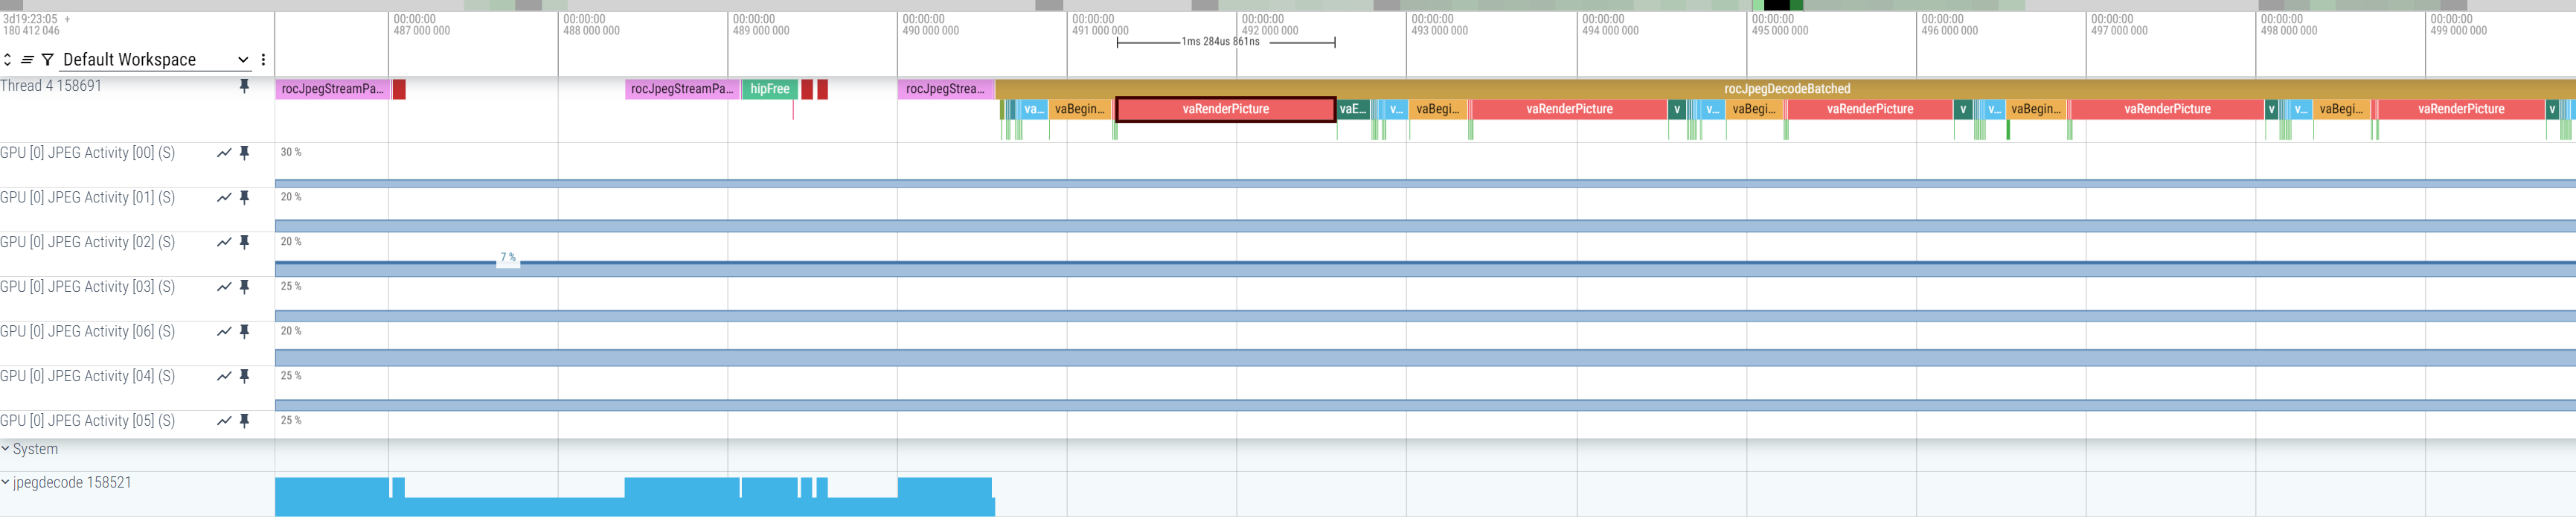 3d19:23:05 +
180 412 046
00:00:00
487 000 000
00:00:00
488 000 000
00:00:00
489 000 000
00:00:00
490 000 000
00:00:00
491 000 000
00:00:00
492 000 000
00:00:00
493 000 000
00:00:00
494 000 000
00:00:00
495 000 000
00:00:00
496 000 000
00:00:00
497 000 000
00:00:00
498 000 000
00:00:00
499 000 000
1ms 284us 861ns
Default Workspace
Thread 4 158691
rocJpegStreamPa... rocJpegStreamPa... hipFree rocJpegStrea... rocJpegDecodeBatched
va... vaBegin... vaRenderPicture vaE... v... vaBegi... vaRenderPicture v v... vaBegi... vaRenderPicture v v... vaBegin... vaRenderPicture v v... vaBegi... vaRenderPicture v
GPU [0] JPEG Activity [00] (S) 30 %
GPU [0] JPEG Activity [01] (S) 20 %
GPU [0] JPEG Activity [02] (S) 20 %
7 %
GPU [0] JPEG Activity [03] (S) 25 %
GPU [0] JPEG Activity [06] (S) 20 %
GPU [0] JPEG Activity [04] (S) 25 %
GPU [0] JPEG Activity [05] (S) 25 %
System
jpegdecode 158521